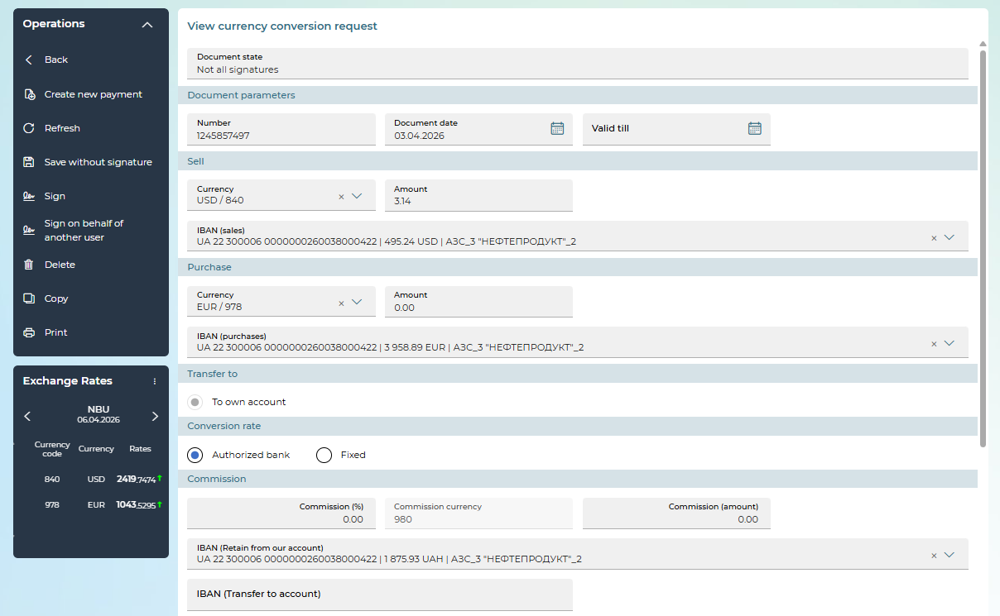 Operations
Back
Create new payment
Refresh
Save without signature
Sign
Sign on behalf of
another user
Delete
Copy
Print
Exchange Rates
NBU
06.04.2026
Currency code Currency Rates
840 USD 2419.7474
978 EUR 1043.5295
View currency conversion request
Document state
Not all signatures
Document parameters
Number
1245857497
Document date
03.04.2026
Valid till
Sell
Currency
USD / 840
Amount
3.14
IBAN (sales)
UA 22 300006 0000000260038000422 | 495.24 USD | АЗС_3 "НЕФТЕПРОДУКТ"_2
Purchase
Currency
EUR / 978
Amount
0.00
IBAN (purchases)
UA 22 300006 0000000260038000422 | 3 958.89 EUR | АЗС_3 "НЕФТЕПРОДУКТ"_2
Transfer to
To own account
Conversion rate
Authorized bank Fixed
Commission
Commission (%)
0.00
Commission currency
980
Commission (amount)
0.00
IBAN (Retain from our account)
UA 22 300006 0000000260038000422 | 1 875.93 UAH | АЗС_3 "НЕФТЕПРОДУКТ"_2
IBAN (Transfer to account)